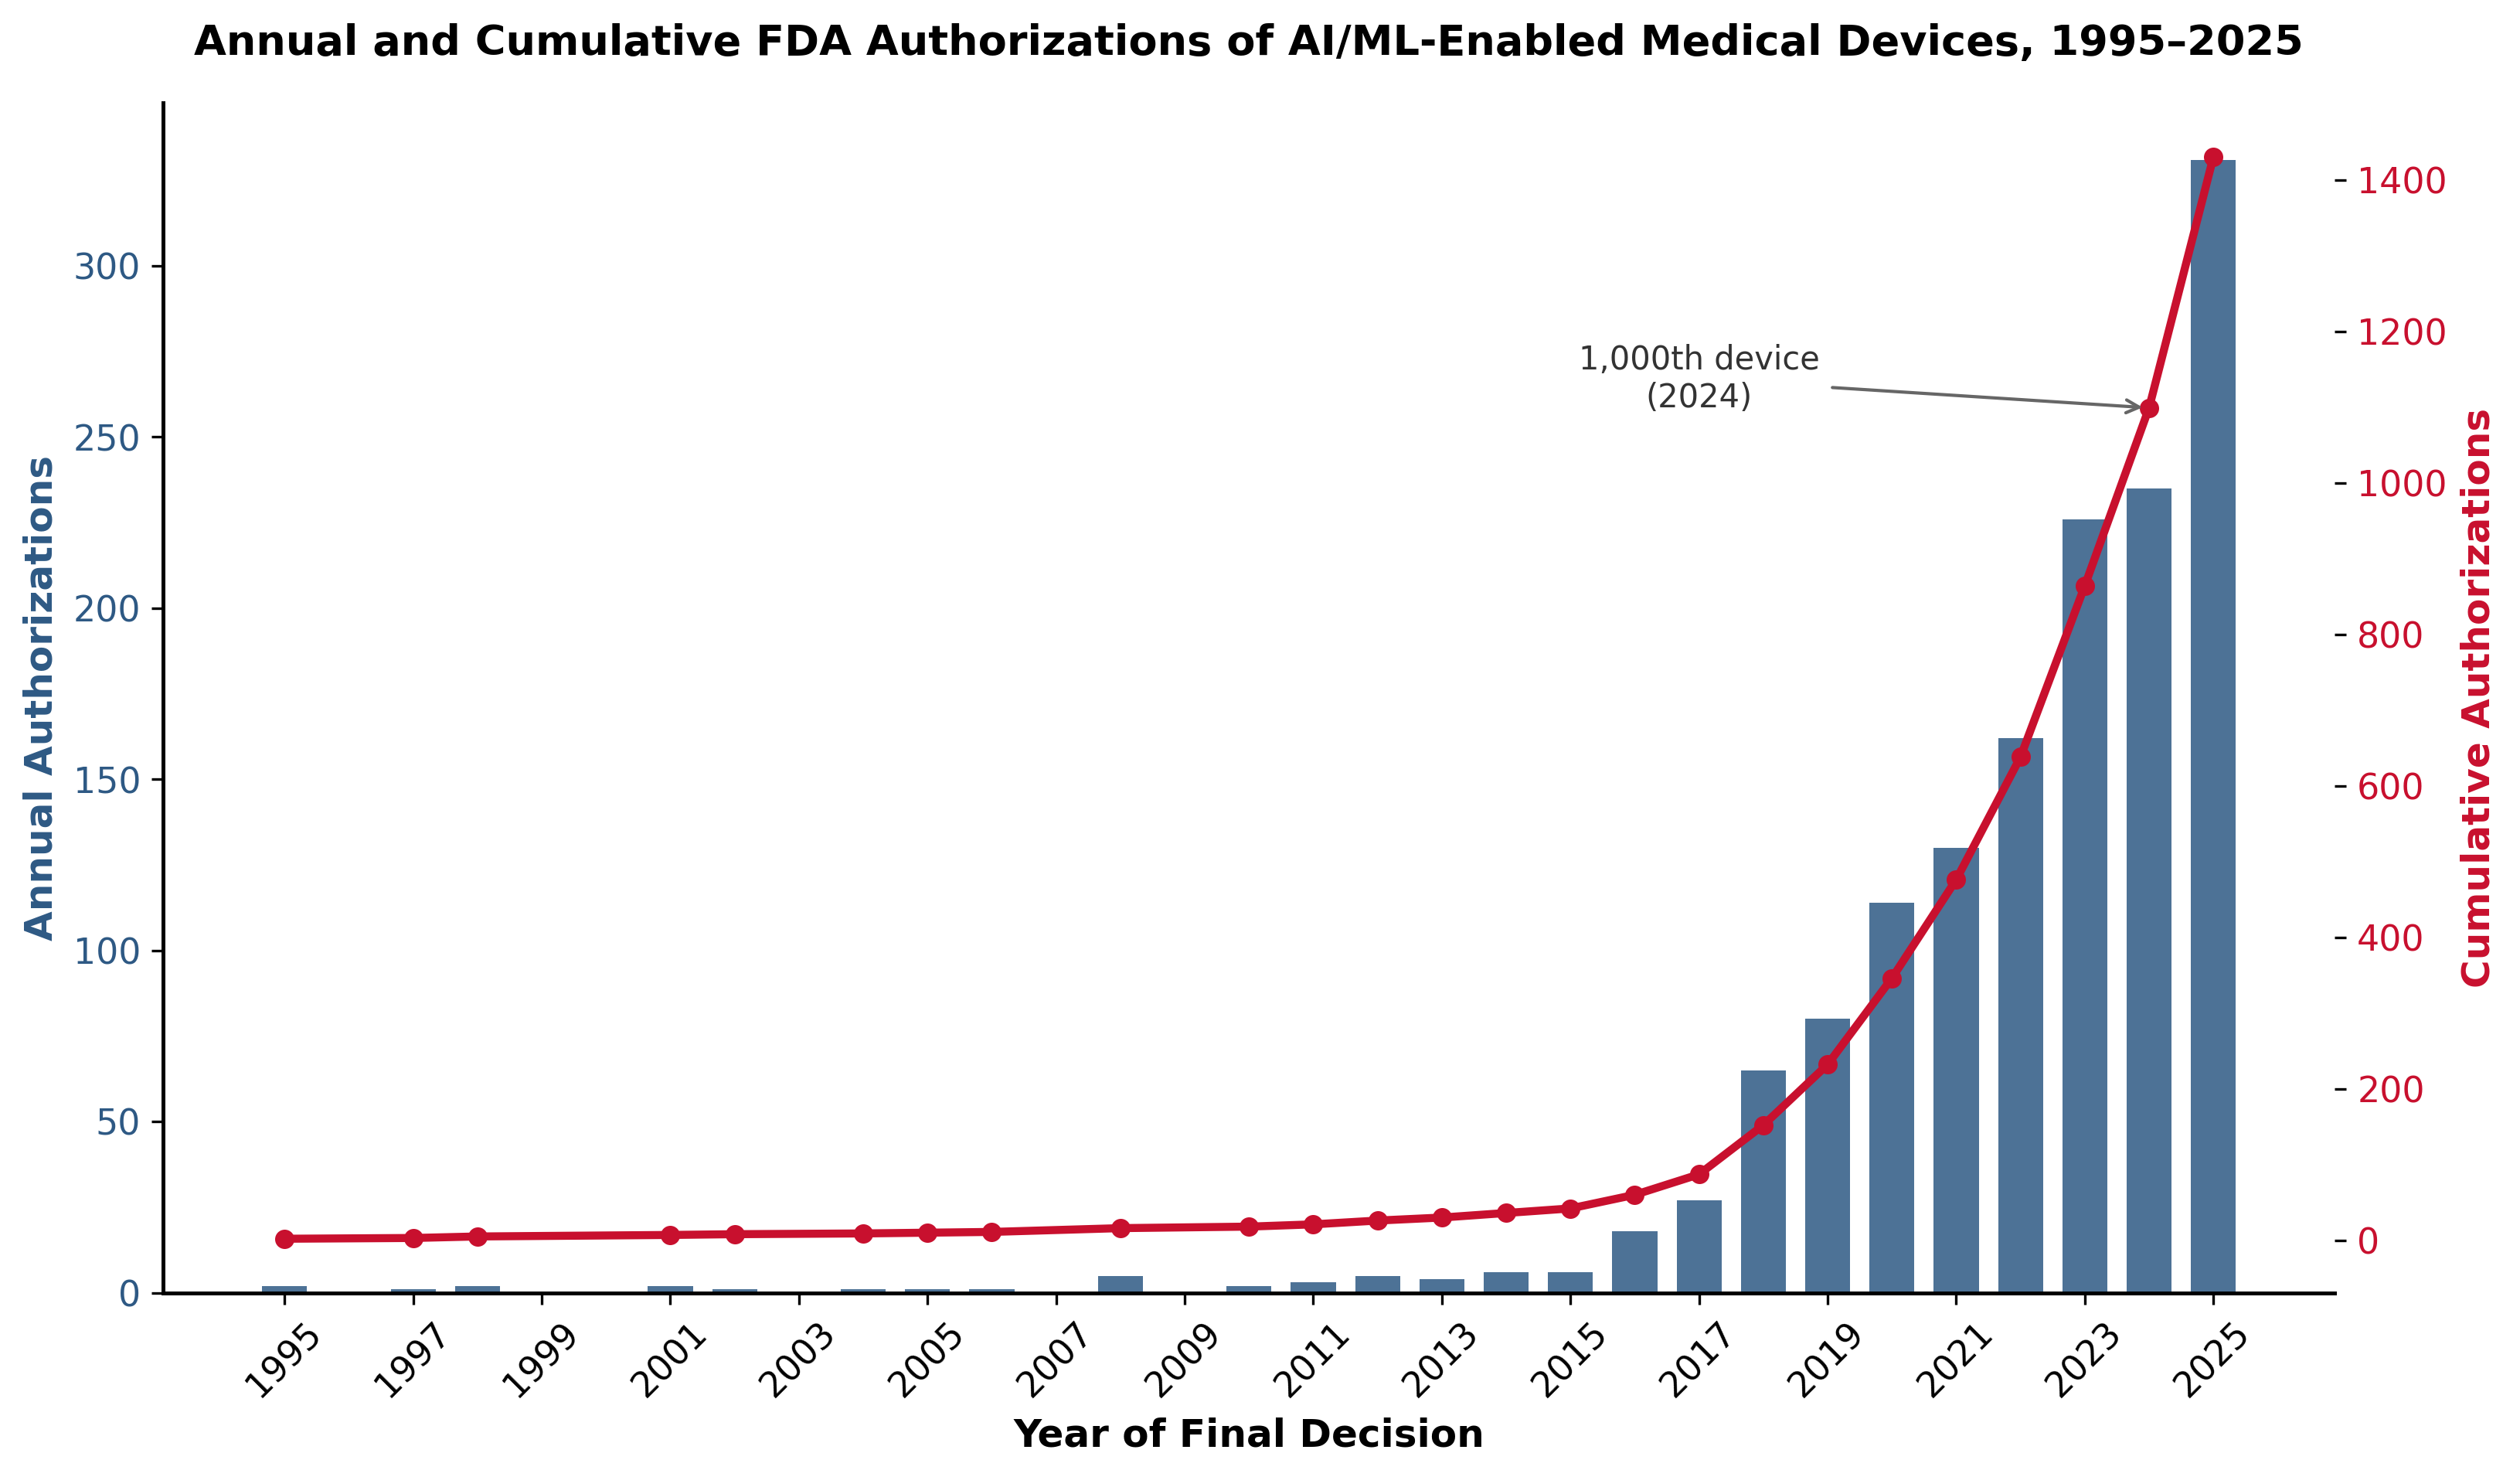 Annual and Cumulative FDA Authorizations of AI/ML-Enabled Medical Devices, 1995–2025
Annual Authorizations
300
250
200
150
100
50
0
1,000th device
(2024)
1400
1200
1000
800
600
400
200
0
Cumulative Authorizations
1995 1997 1999 2001 2003 2005 2007 2009 2011 2013 2015 2017 2019 2021 2023 2025
Year of Final Decision